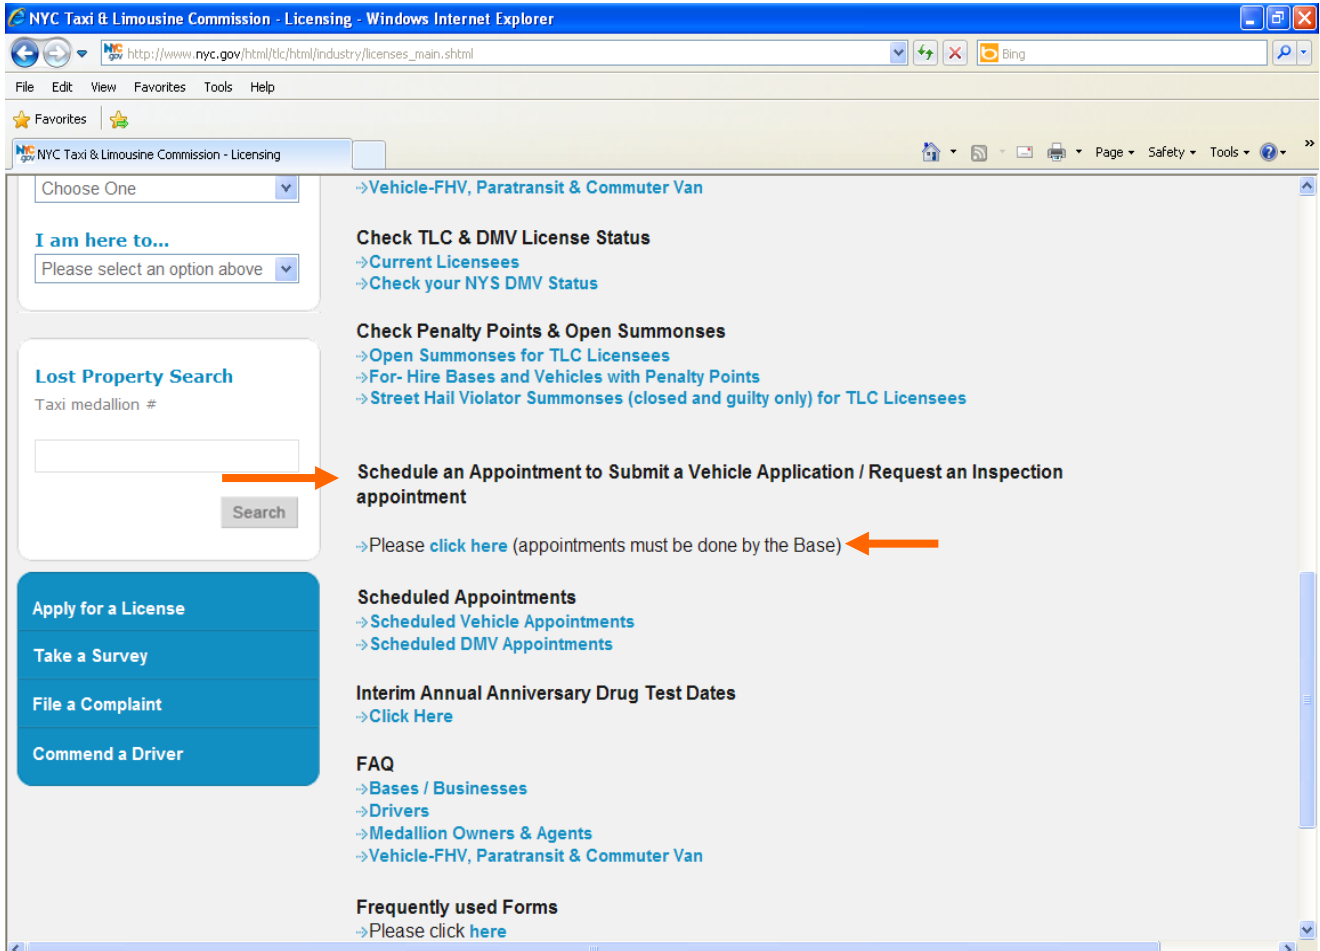 NYC Taxi & Limousine Commission - Licensing - Windows Internet Explorer
http://www.nyc.gov/html/tlc/html/industry/licenses_main.shtml
Bing
File Edit View Favorites Tools Help
Favorites
NYC Taxi & Limousine Commission - Licensing
Page Safety Tools
Choose One
I am here to...
Please select an option above
Lost Property Search
Taxi medallion #
Search
Apply for a License
Take a Survey
File a Complaint
Commend a Driver
Vehicle-FHV, Paratransit & Commuter Van
Check TLC & DMV License Status
Current Licensees
Check your NYS DMV Status
Check Penalty Points & Open Summonses
Open Summonses for TLC Licensees
For- Hire Bases and Vehicles with Penalty Points
Street Hail Violator Summonses (closed and guilty only) for TLC Licensees
Schedule an Appointment to Submit a Vehicle Application / Request an Inspection
appointment
Please click here (appointments must be done by the Base)
Scheduled Appointments
Scheduled Vehicle Appointments
Scheduled DMV Appointments
Interim Annual Anniversary Drug Test Dates
Click Here
FAQ
Bases / Businesses
Drivers
Medallion Owners & Agents
Vehicle-FHV, Paratransit & Commuter Van
Frequently used Forms
Please click here